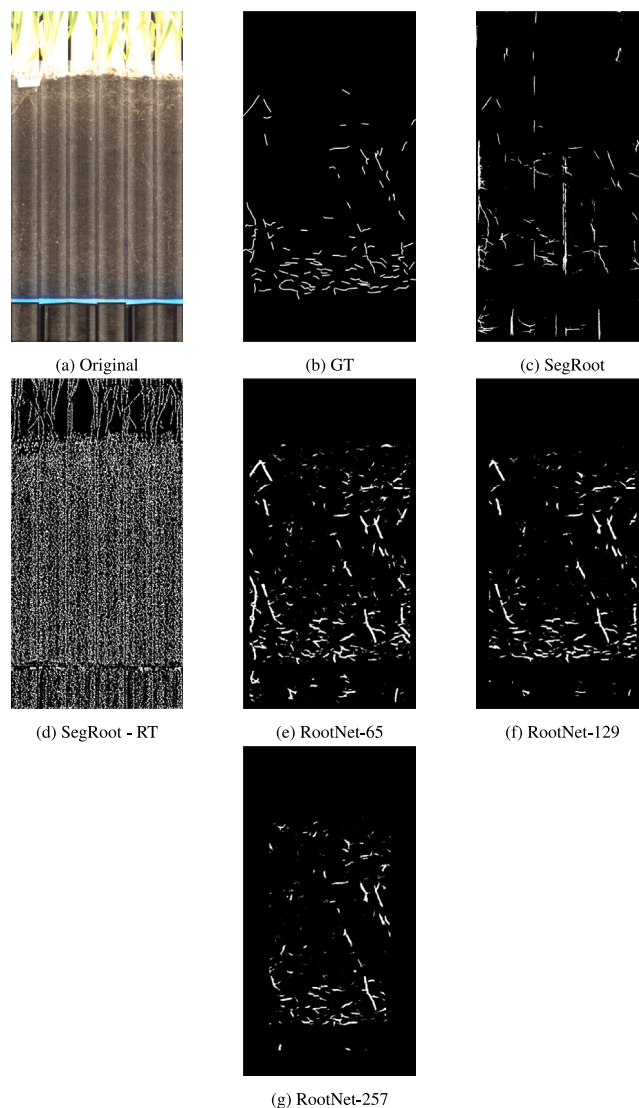 (a) Original
(b) GT
(c) SegRoot
(d) SegRoot - RT
(e) RootNet-65
(f) RootNet-129
(g) RootNet-257